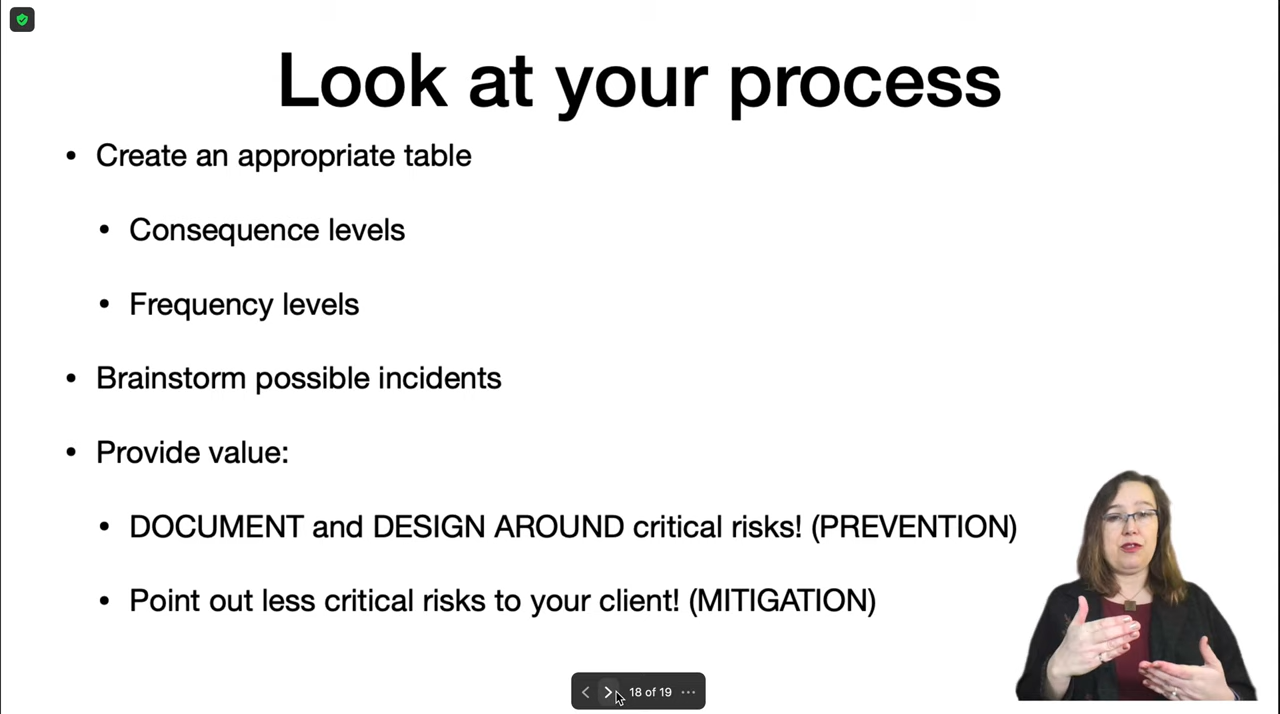 Look at your process
• Create an appropriate table
• Consequence levels
• Frequency levels
• Brainstorm possible incidents
• Provide value:
• DOCUMENT and DESIGN AROUND critical risks! (PREVENTION)
• Point out less critical risks to your client! (MITIGATION)
18 of 19